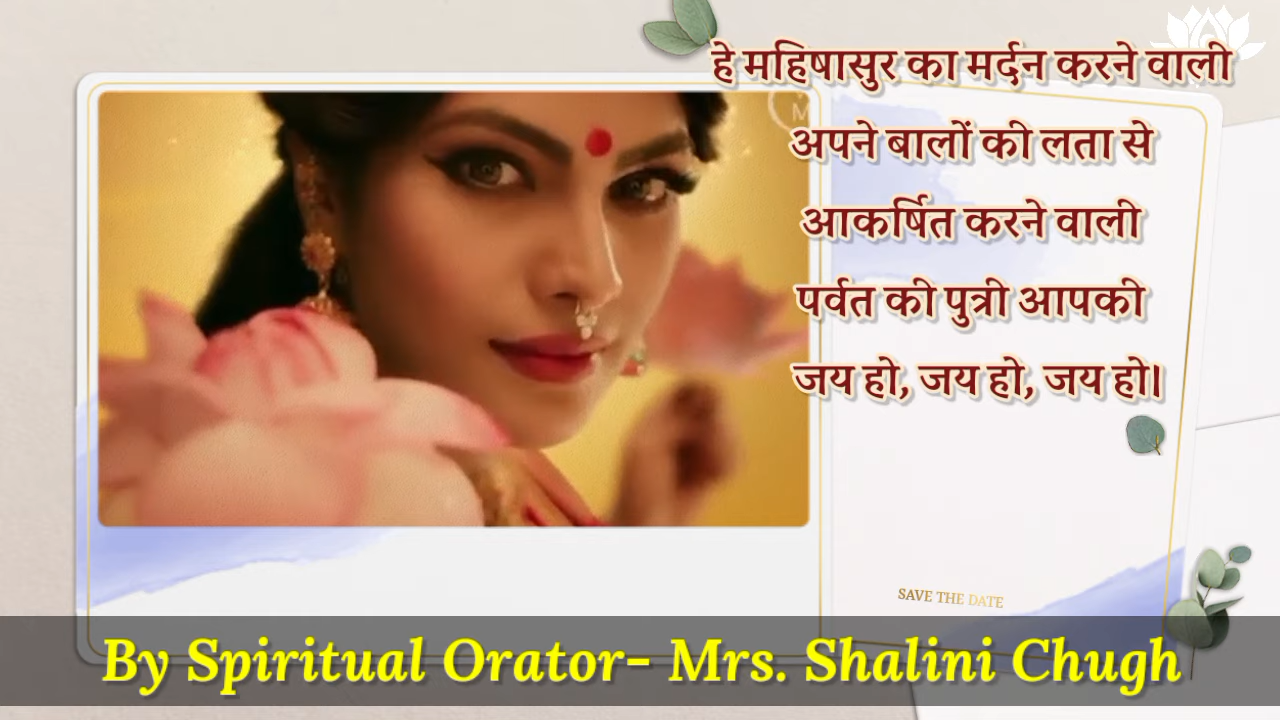 हे महिषासुर का मर्दन करने वाली
अपने बालों की लता से
आकर्षित करने वाली
पर्वत की पुत्री आपकी
जय हो, जय हो, जय हो।
SAVE THE DATE
By Spiritual Orator- Mrs. Shalini Chugh